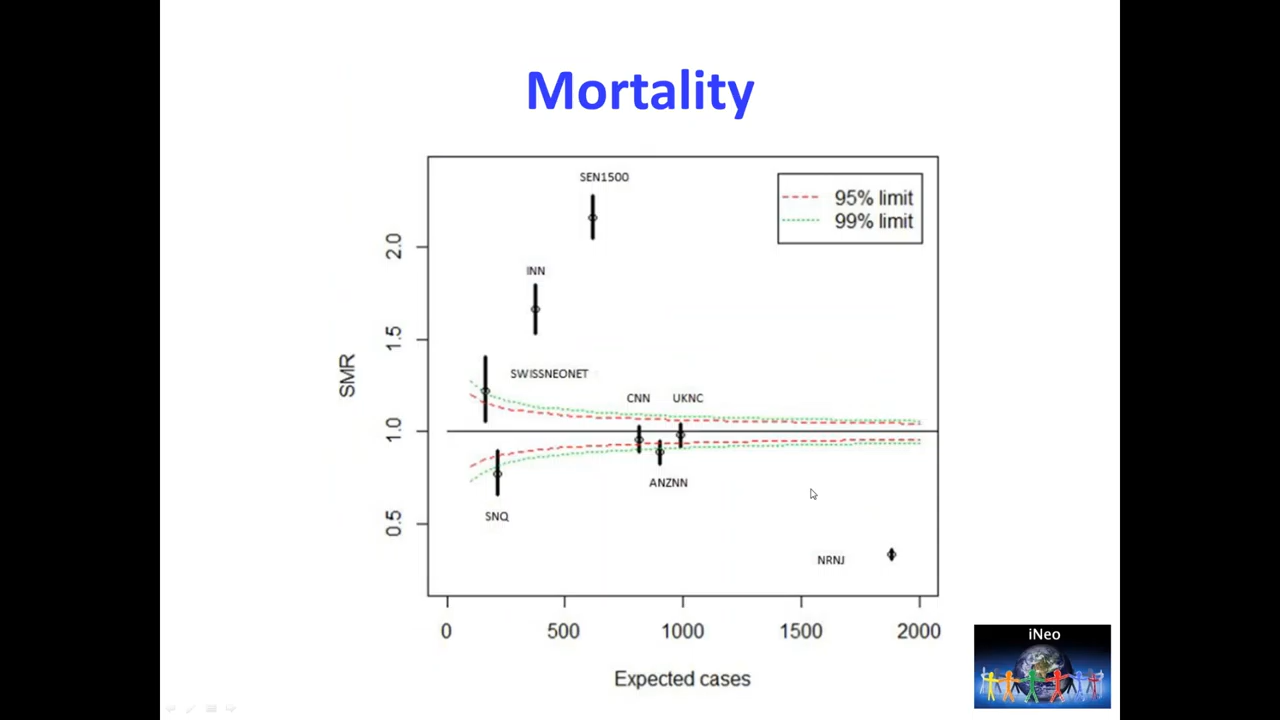 Mortality
SEN1500
95% limit
99% limit
2.0
INN
1.5
SWISSNEONET
SMR
CNN UKNC
1.0
ANZNN
SNQ
0.5
NRNJ
0 500 1000 1500 2000
Expected cases
iNeo